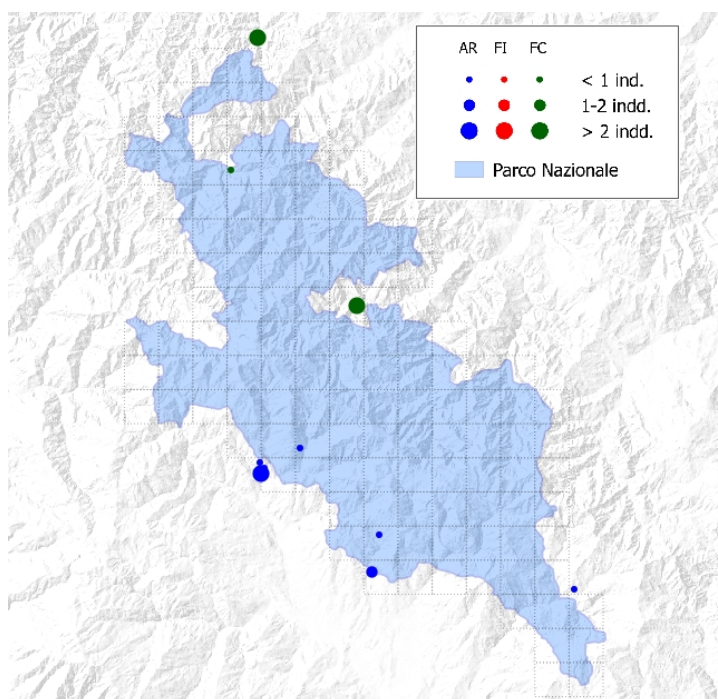 AR FI FC
< 1 ind.
1-2 indd.
> 2 indd.
Parco Nazionale